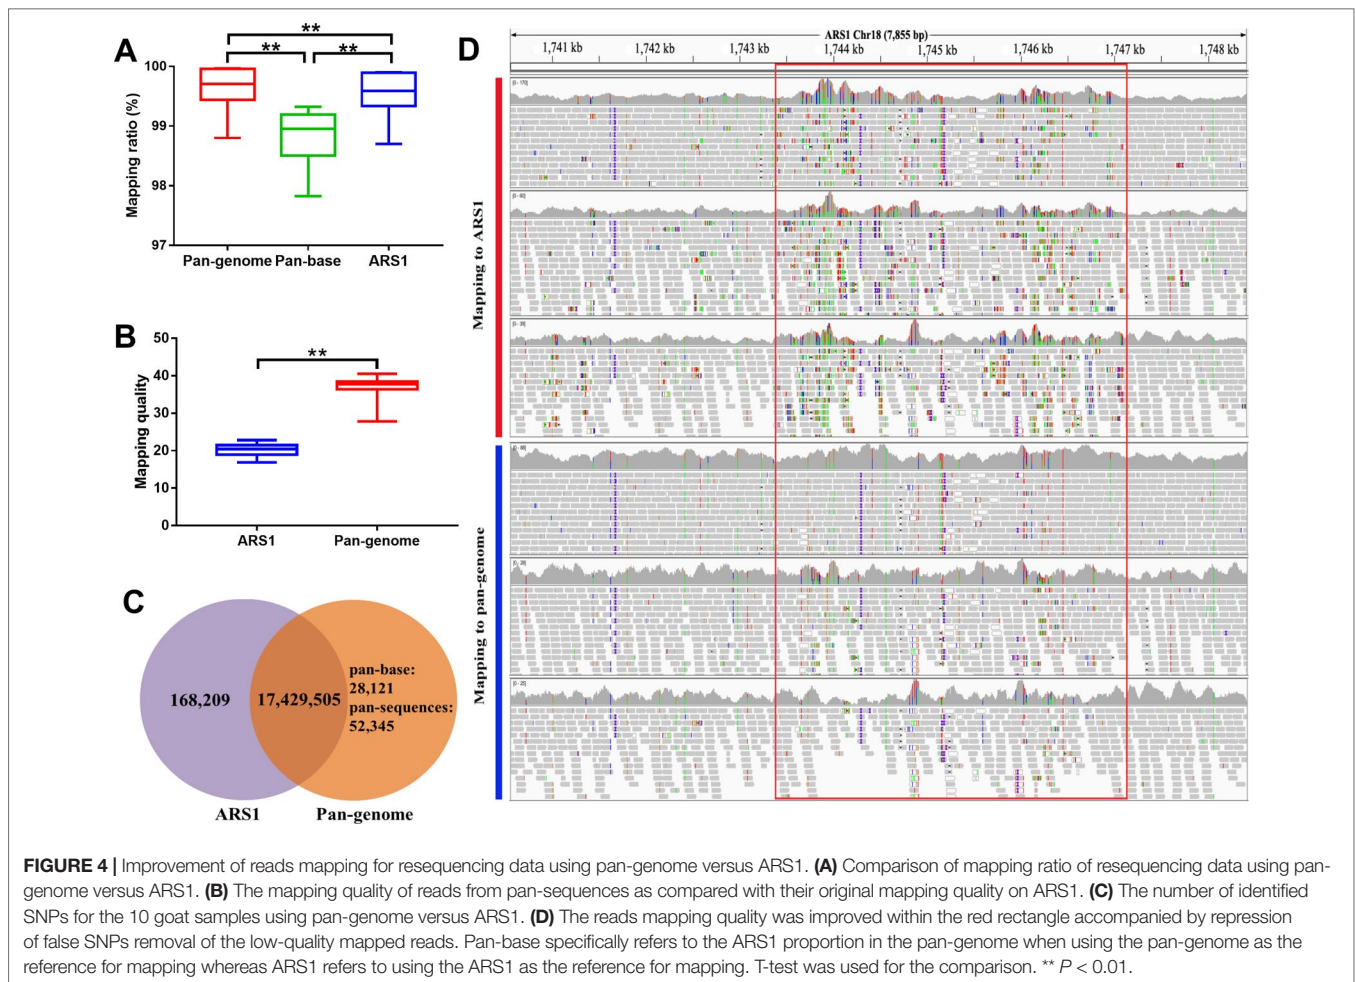 A
**
**
**
Mapping ratio (%)
100
99
98
97
Pan-genome
Pan-base
ARS1
B
**
Mapping quality
50
40
30
20
10
0
ARS1
Pan-genome
C
168,209
17,429,505
pan-base:
28,121
pan-sequences:
52,345
ARS1
Pan-genome
D
ARS1 Chr18 (7,855 bp)
1,741 kb
1,742 kb
1,743 kb
1,744 kb
1,745 kb
1,746 kb
1,747 kb
1,748 kb
Mapping to ARS1
Mapping to pan-genome
FIGURE 4 | Improvement of reads mapping for resequencing data using pan-genome versus ARS1. (A) Comparison of mapping ratio of resequencing data using pan-
genome versus ARS1. (B) The mapping quality of reads from pan-sequences as compared with their original mapping quality on ARS1. (C) The number of identified
SNPs for the 10 goat samples using pan-genome versus ARS1. (D) The reads mapping quality was improved within the red rectangle accompanied by repression
of false SNPs removal of the low-quality mapped reads. Pan-base specifically refers to the ARS1 proportion in the pan-genome when using the pan-genome as the
reference for mapping whereas ARS1 refers to using the ARS1 as the reference for mapping. T-test was used for the comparison. ** P < 0.01.